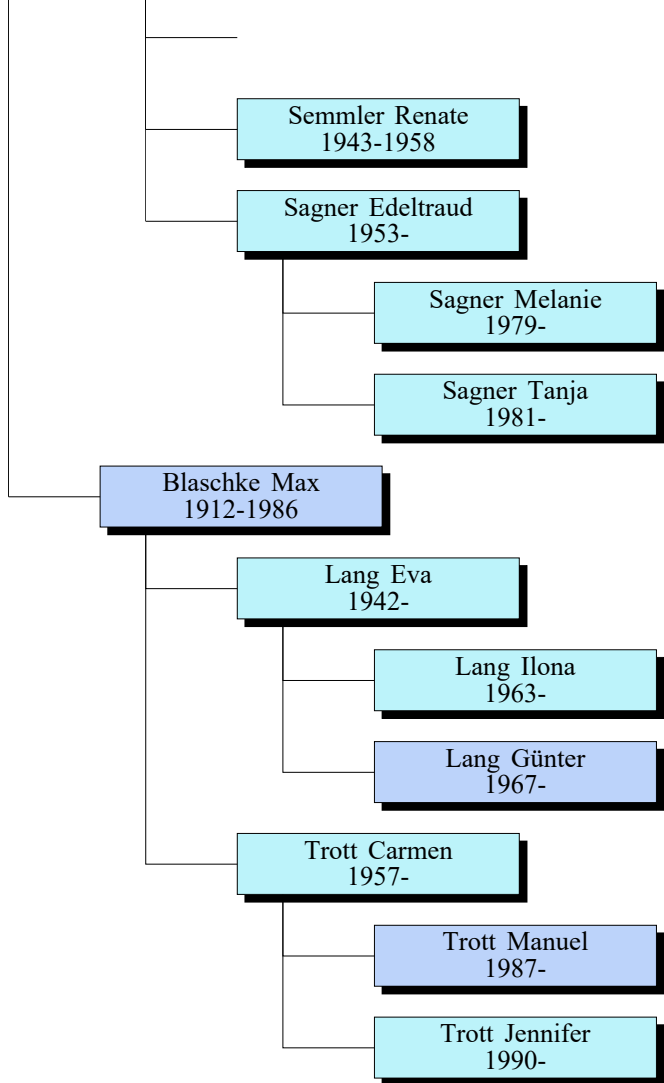 Semmler Renate
1943-1958
Sagner Edeltraud
1953-
Sagner Melanie
1979-
Sagner Tanja
1981-
Blaschke Max
1912-1986
Lang Eva
1942-
Lang Ilona
1963-
Lang Günter
1967-
Trott Carmen
1957-
Trott Manuel
1987-
Trott Jennifer
1990-